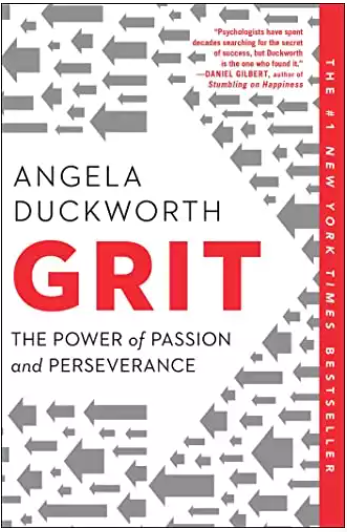 "Psychologists have spent
decades searching for the secret
of success, but Duckworth
is the one who found it."
—DANIEL GILBERT, author of
Stumbling on Happiness
THE #1 NEW YORK TIMES BESTSELLER
ANGELA
DUCKWORTH
GRIT
THE POWER of PASSION
and PERSEVERANCE